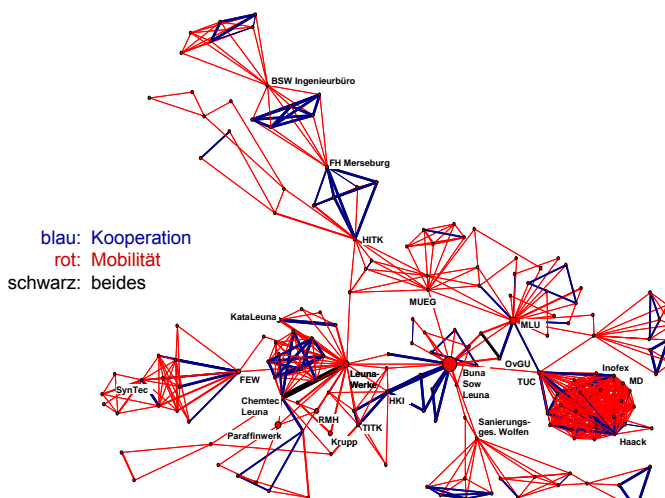 BSW Ingenieurbüro
FH Merseburg
blau: Kooperation
rot: Mobilität
schwarz: beides
HITK
MUEG
KataLeuna
MLU
OvGU
TUC
Inofex
MD
Haack
SynTec
FEW
Leuna-
Werke
Buna
Sow
Leuna
Chemtec
Leuna
HKI
RMH
TITK
Krupp
Paraffinwerk
Sanierungs-
ges. Wolfen